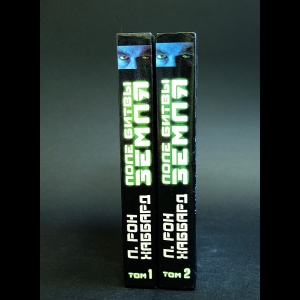 ПОЛЕ БИТВЫ
ЗЕМЛЯ
Л. РОН
ХАББАРД
ТОМ 1
ПОЛЕ БИТВЫ
ЗЕМЛЯ
Л. РОН
ХАББАРД
ТОМ 2